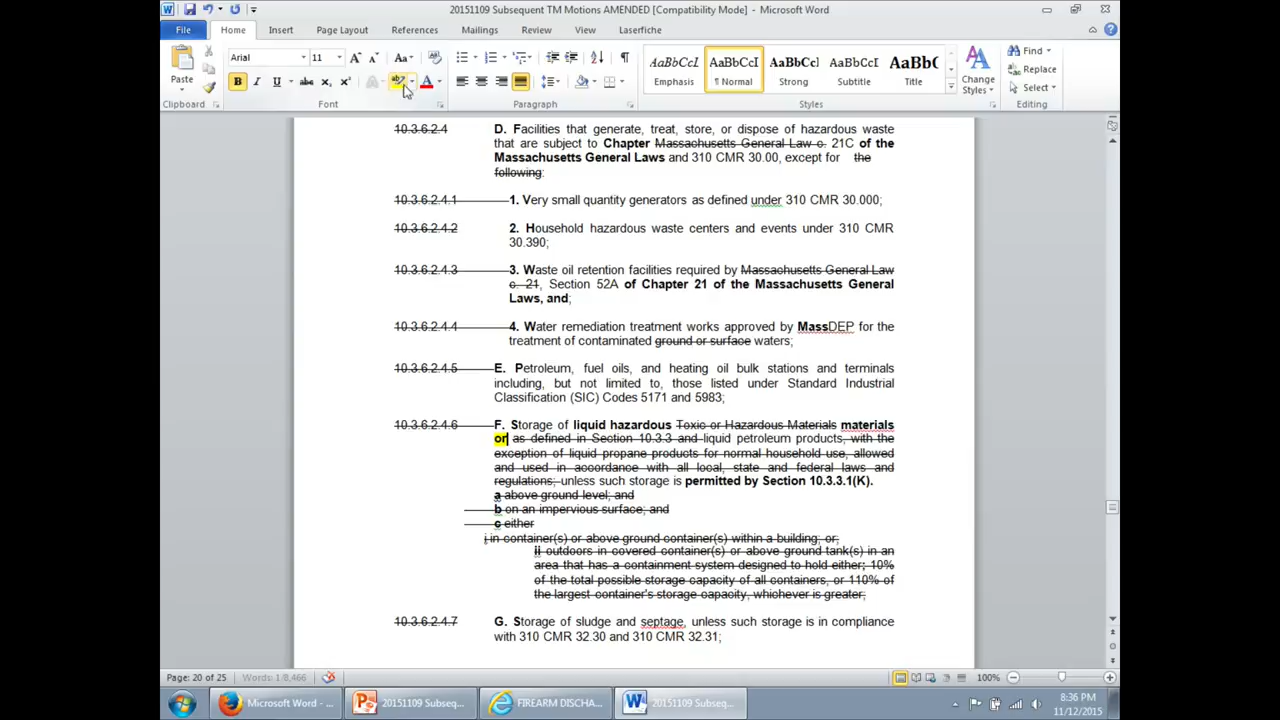 20151109 Subsequent TM Motions AMENDED [Compatibility Mode] - Microsoft Word
File Home Insert Page Layout References Mailings Review View Laserfiche
Paste
Arial 11
AaBbCcI AaBbCcI AaBbCc AaBbCcI AaBbC
Emphasis ¶ Normal Strong Subtitle Title
Change Styles
Find
Replace
Select
Clipboard Font Paragraph Styles Editing
10.3.6.2.4 D. Facilities that generate, treat, store, or dispose of hazardous waste
that are subject to Chapter Massachusetts General Law c. 21C of the
Massachusetts General Laws and 310 CMR 30.00, except for the
following:
10.3.6.2.4.1 1. Very small quantity generators as defined under 310 CMR 30.000;
10.3.6.2.4.2 2. Household hazardous waste centers and events under 310 CMR
30.390;
10.3.6.2.4.3 3. Waste oil retention facilities required by Massachusetts General Law
c. 21, Section 52A of Chapter 21 of the Massachusetts General
Laws, and;
10.3.6.2.4.4 4. Water remediation treatment works approved by MassDEP for the
treatment of contaminated ground or surface waters;
10.3.6.2.4.5 E. Petroleum, fuel oils, and heating oil bulk stations and terminals
including, but not limited to, those listed under Standard Industrial
Classification (SIC) Codes 5171 and 5983;
10.3.6.2.4.6 F. Storage of liquid hazardous Toxic or Hazardous Materials materials
or as defined in Section 10.3.3 and liquid petroleum products, with the
exception of liquid propane products for normal household use, allowed
and used in accordance with all local, state and federal laws and
regulations; unless such storage is permitted by Section 10.3.3.1(K).
a above ground level; and
b on an impervious surface; and
c either
i in container(s) or above ground container(s) within a building; or;
ii outdoors in covered container(s) or above ground tank(s) in an
area that has a containment system designed to hold either; 10%
of the total possible storage capacity of all containers, or 110% of
the largest container's storage capacity, whichever is greater;
10.3.6.2.4.7 G. Storage of sludge and septage, unless such storage is in compliance
with 310 CMR 32.30 and 310 CMR 32.31;
Page: 20 of 25 Words: 1/8,466 100%
Microsoft Word - ... 20151109 Subseq... FIREARM DISCHA... 20151109 Subseq...
8:36 PM
11/12/2015